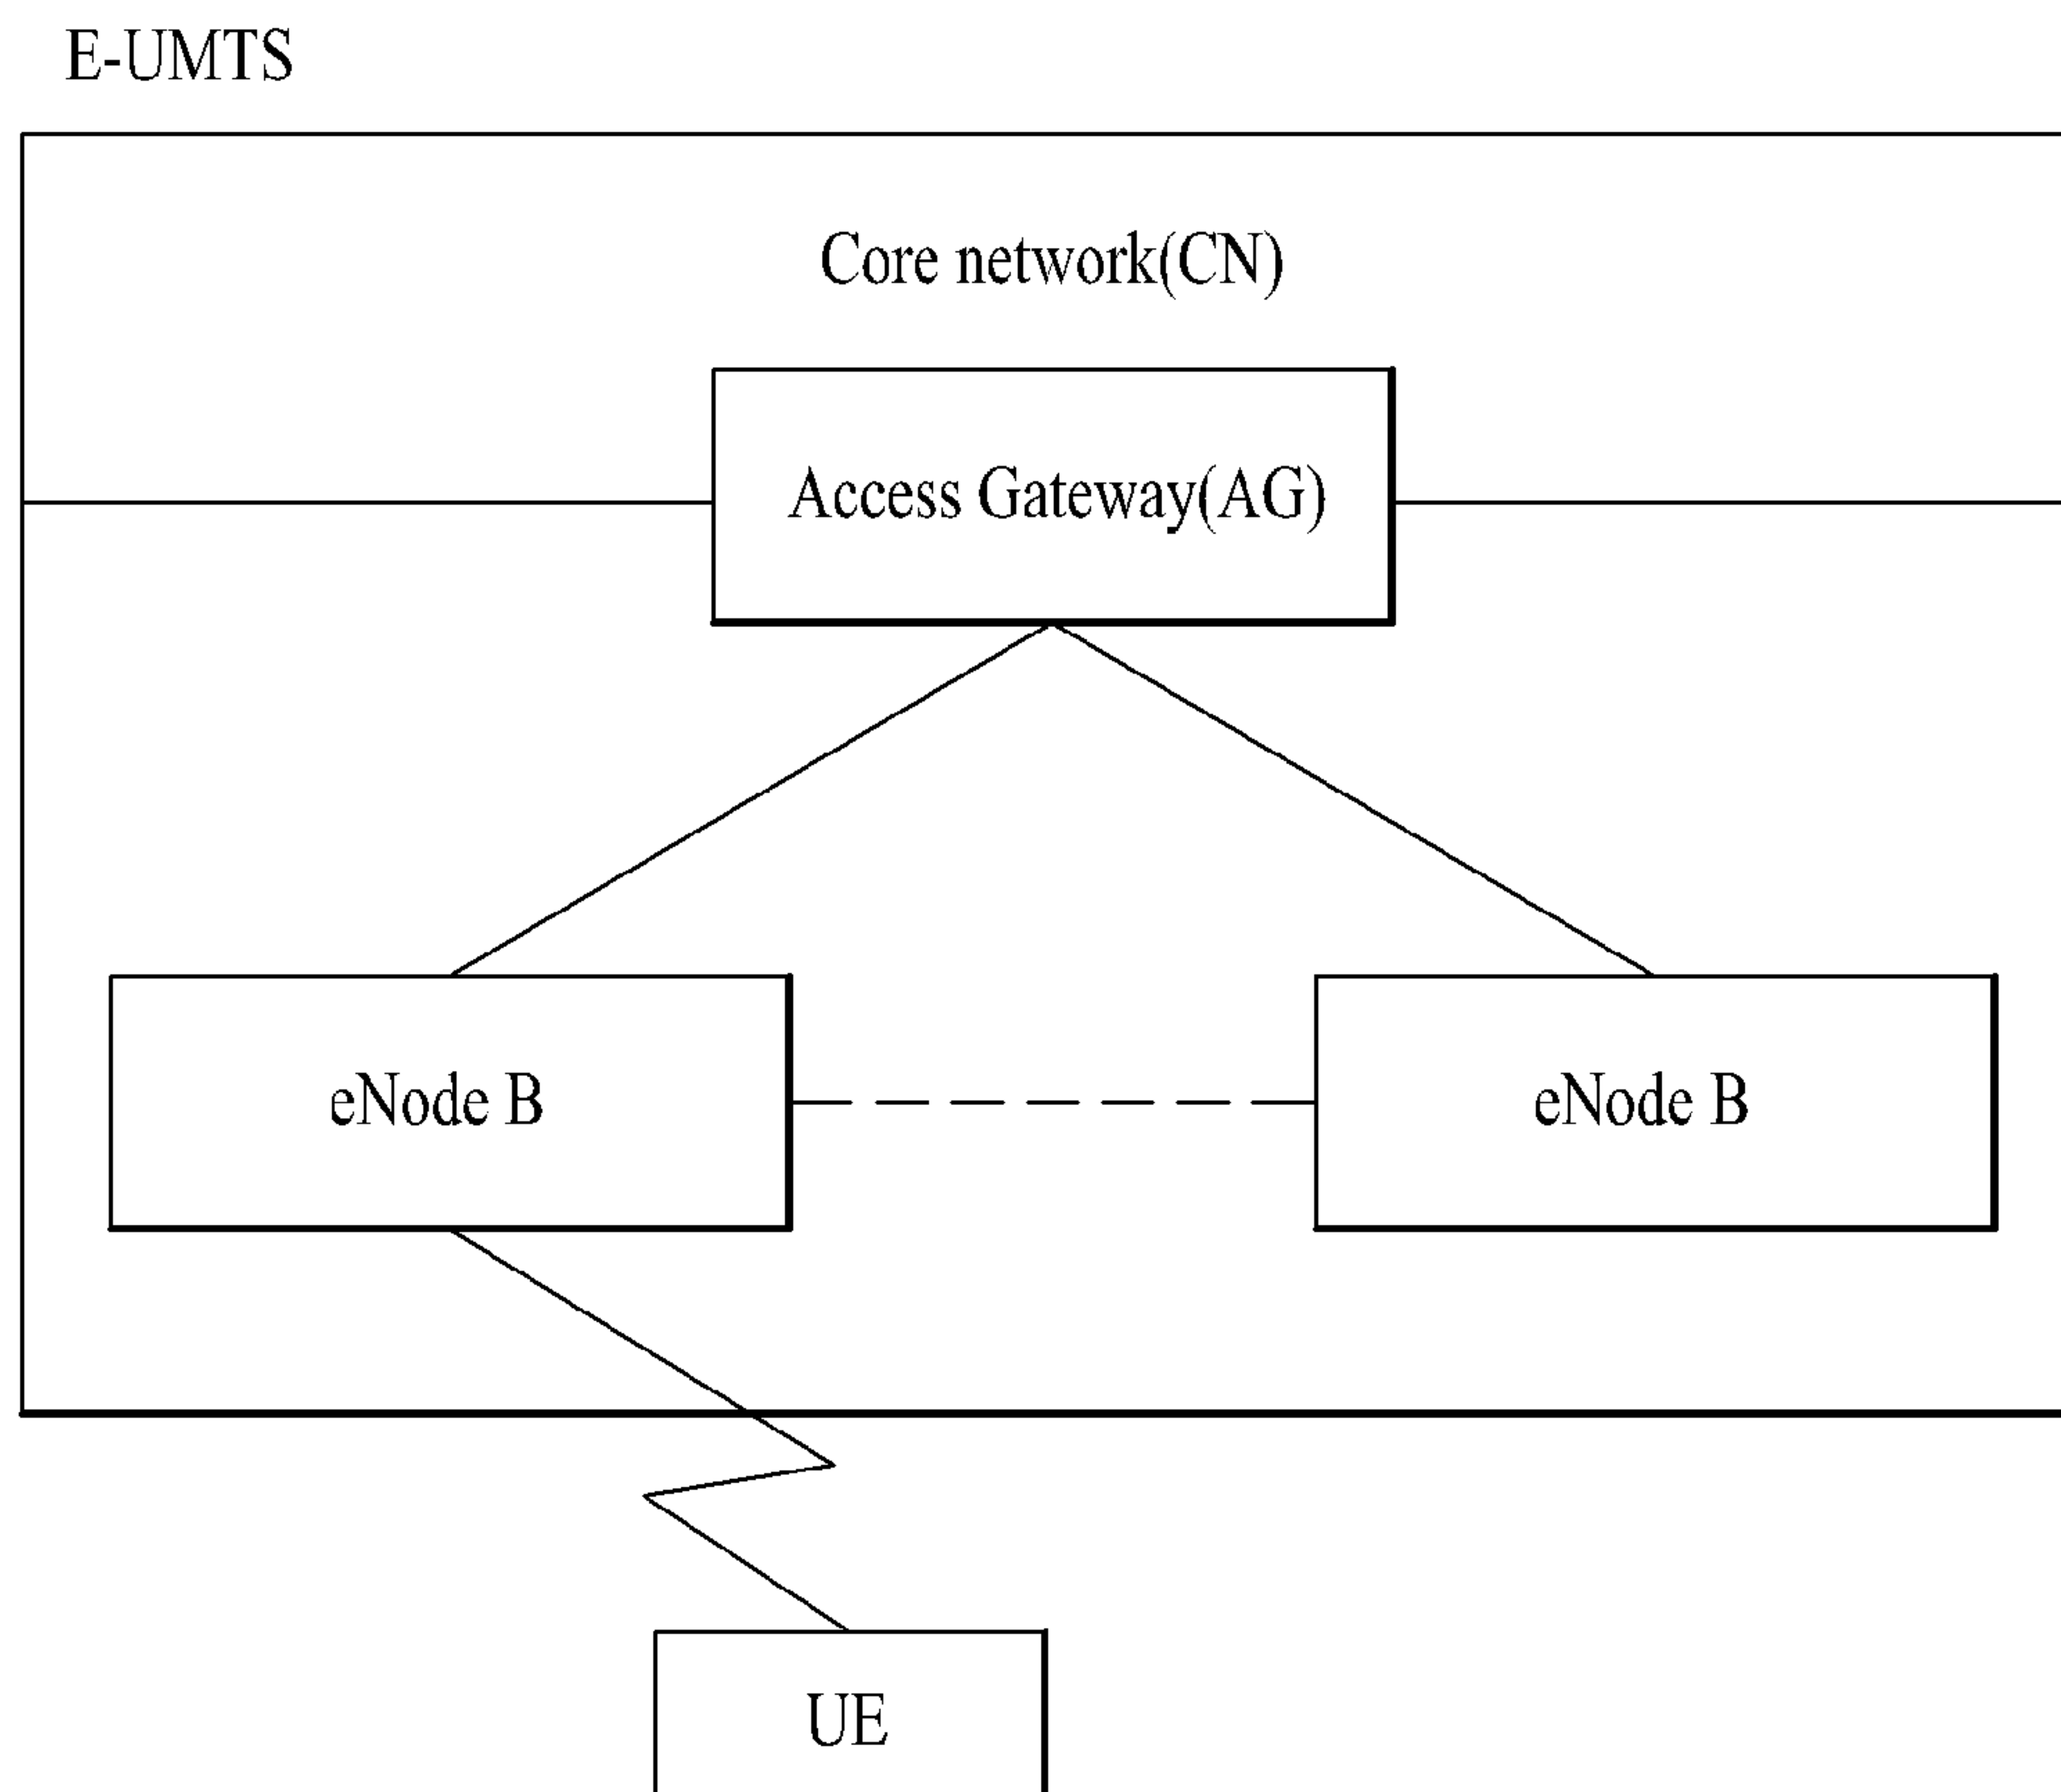 E-UMTS
Core network(CN)
Access Gateway(AG)
eNode B
eNode B
UE